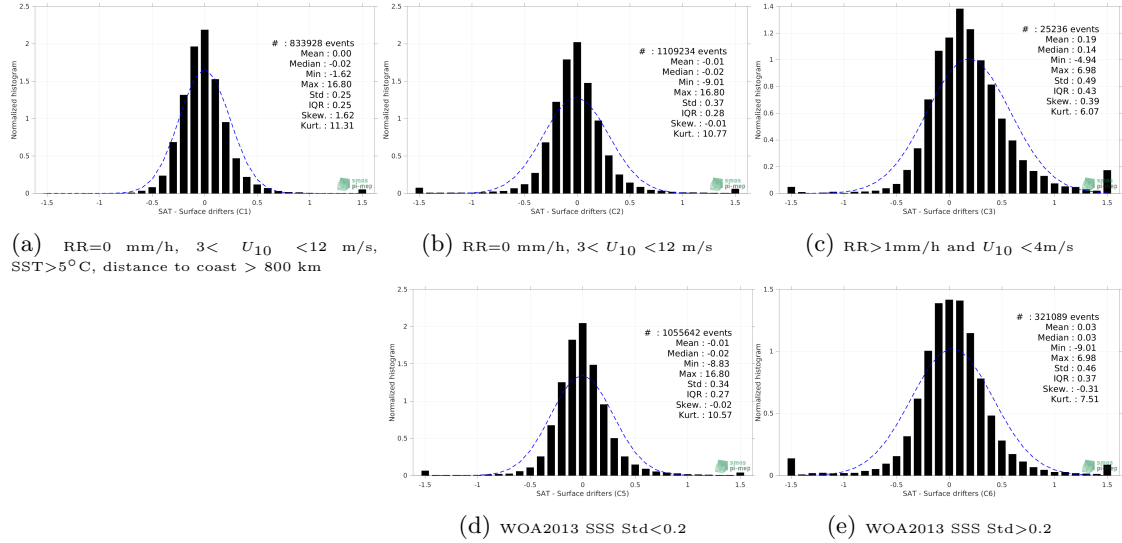 2.5
2
1.5
1
0.5
0
Normalized histogram
# : 833928 events
Mean : 0.00
Median : -0.02
Min : -1.62
Max : 16.80
Std : 0.25
IQR : 0.25
Skew. : 1.62
Kurt. : 11.31
smos
pi-mep
-1.5 -1 -0.5 0 0.5 1 1.5
SAT - Surface drifters (C1)
(a) RR=0 mm/h, 3< U10 <12 m/s,
SST>5°C, distance to coast > 800 km
2.5
2
1.5
1
0.5
0
Normalized histogram
# : 1109234 events
Mean : -0.01
Median : -0.02
Min : -9.01
Max : 16.80
Std : 0.37
IQR : 0.28
Skew. : -0.01
Kurt. : 10.77
smos
pi-mep
-1.5 -1 -0.5 0 0.5 1 1.5
SAT - Surface drifters (C2)
(b) RR=0 mm/h, 3< U10 <12 m/s
1.4
1.2
1
0.8
0.6
0.4
0.2
0
Normalized histogram
# : 25236 events
Mean : 0.19
Median : 0.14
Min : -4.94
Max : 6.98
Std : 0.49
IQR : 0.43
Skew. : 0.39
Kurt. : 6.07
smos
pi-mep
-1.5 -1 -0.5 0 0.5 1 1.5
SAT - Surface drifters (C3)
(c) RR>1mm/h and U10 <4m/s
2.5
2
1.5
1
0.5
0
Normalized histogram
# : 1055642 events
Mean : -0.01
Median : -0.02
Min : -8.83
Max : 16.80
Std : 0.34
IQR : 0.27
Skew. : -0.02
Kurt. : 10.57
smos
pi-mep
-1.5 -1 -0.5 0 0.5 1 1.5
SAT - Surface drifters (C5)
(d) WOA2013 SSS Std<0.2
1.5
1
0.5
0
Normalized histogram
# : 321089 events
Mean : 0.03
Median : 0.03
Min : -9.01
Max : 6.98
Std : 0.46
IQR : 0.37
Skew. : -0.31
Kurt. : 7.51
smos
pi-mep
-1.5 -1 -0.5 0 0.5 1 1.5
SAT - Surface drifters (C6)
(e) WOA2013 SSS Std>0.2